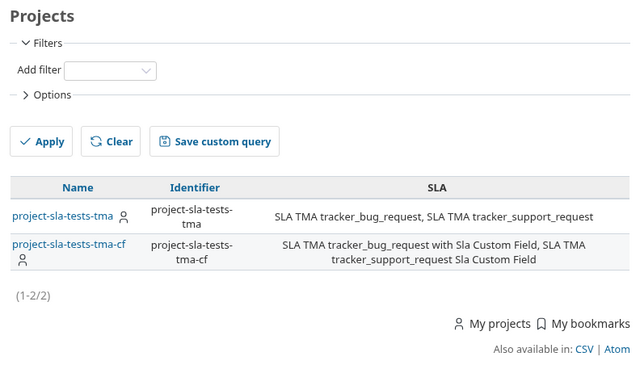 Projects
Filters
Add filter
Options
Apply Clear Save custom query
Name Identifier SLA
project-sla-tests-tma project-sla-tests-
tma SLA TMA tracker_bug_request, SLA TMA tracker_support_request
project-sla-tests-tma-cf project-sla-tests-
tma-cf SLA TMA tracker_bug_request with Sla Custom Field, SLA TMA
tracker_support_request Sla Custom Field
(1-2/2)
My projects My bookmarks
Also available in: CSV | Atom